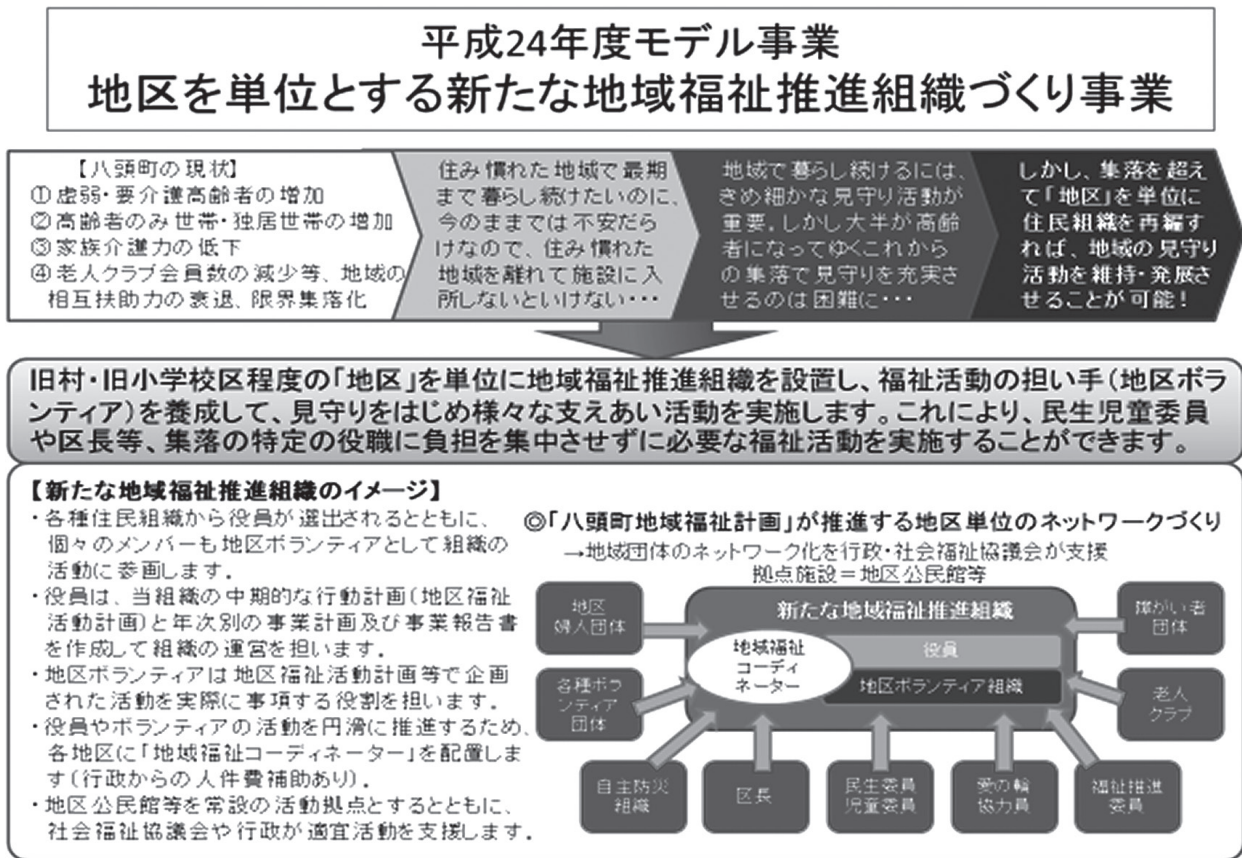 平成24年度モデル事業
地区を単位とする新たな地域福祉推進組織づくり事業
【八頭町の現状】
①虚弱・要介護高齢者の増加
②高齢者のみ世帯・独居世帯の増加
③家族介護力の低下
④老人クラブ会員数の減少等、地域の
相互扶助力の衰退、限界集落化
住み慣れた地域で最期
まで暮らし続けたいのに、
今のままでは不安だら
けなので、住み慣れた
地域を離れて施設に入
所しないといけない・・・
地域で暮らし続けるには、
きめ細かな見守り活動が
重要。しかし大半が高齢
者になってゆくこれから
の集落で見守りを充実さ
せるのは困難に・・・
しかし、集落を超え
て「地区」を単位に
住民組織を再編す
れば、地域の見守り
活動を維持・発展さ
せることが可能！
旧村・旧小学校区程度の「地区」を単位に地域福祉推進組織を設置し、福祉活動の担い手（地区ボラ
ンティア）を養成して、見守りをはじめ様々な支えあい活動を実施します。これにより、民生児童委員
や区長等、集落の特定の役職に負担を集中させずに必要な福祉活動を実施することができます。
【新たな地域福祉推進組織のイメージ】
・各種住民組織から役員が選出されるとともに、
個々のメンバーも地区ボランティアとして組織の
活動に参画します。
・役員は、当組織の中期的な行動計画（地区福祉
活動計画）と年次別の事業計画及び事業報告書
を作成して組織の運営を担います。
・地区ボランティアは地区福祉活動計画等で企画
された活動を実際に事項する役割を担います。
・役員やボランティアの活動を円滑に推進するため、
各地区に「地域福祉コーディネーター」を配置しま
す（行政からの人件費補助あり）。
・地区公民館等を常設の活動拠点とするとともに、
社会福祉協議会や行政が適宜活動を支援します。
◎「八頭町地域福祉計画」が推進する地区単位のネットワークづくり
→地域団体のネットワーク化を行政・社会福祉協議会が支援
拠点施設＝地区公民館等
地区
婦人団体
新たな地域福祉推進組織
障がい者
団体
地域福祉
コーディ
ネーター
役員
地区ボランティア組織
各種ボラ
ンティア
団体
老人
クラブ
自主防災
組織
区長
民生委員
児童委員
愛の輪
協力員
福祉推進
委員